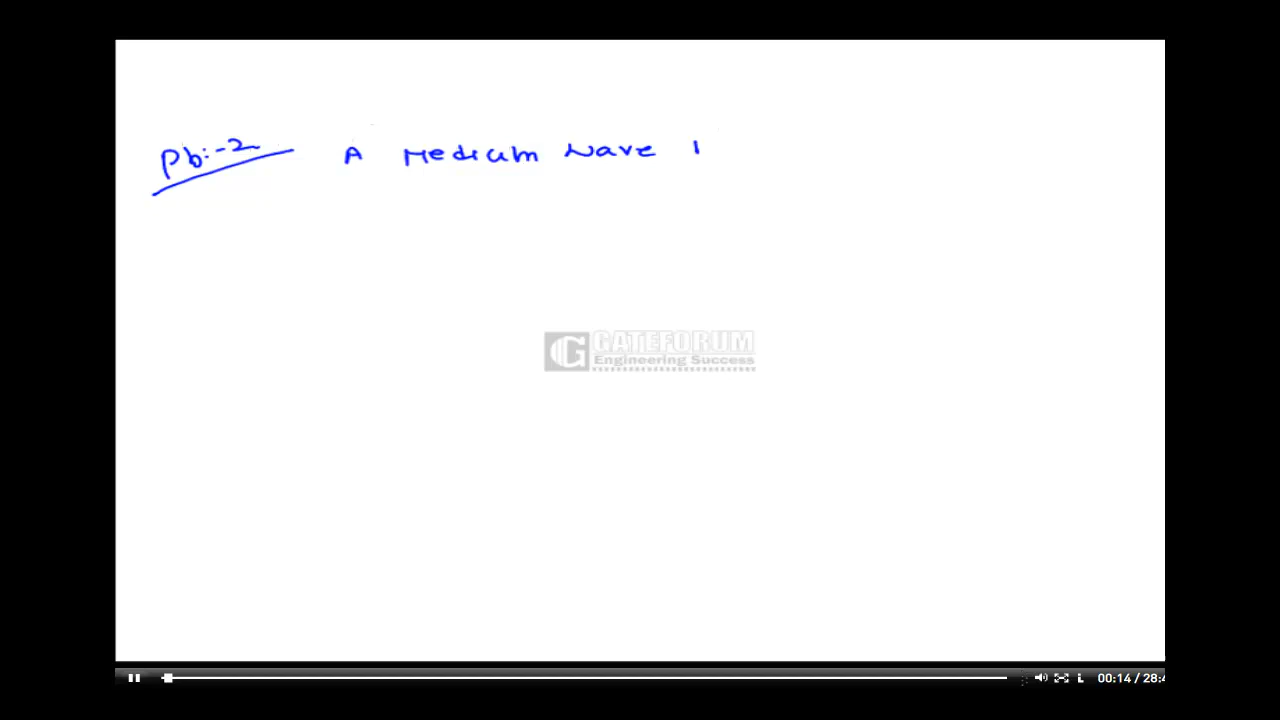 Pb:-2 A Medium Wave
GATEFORUM
Engineering Success
00:14 / 28:4